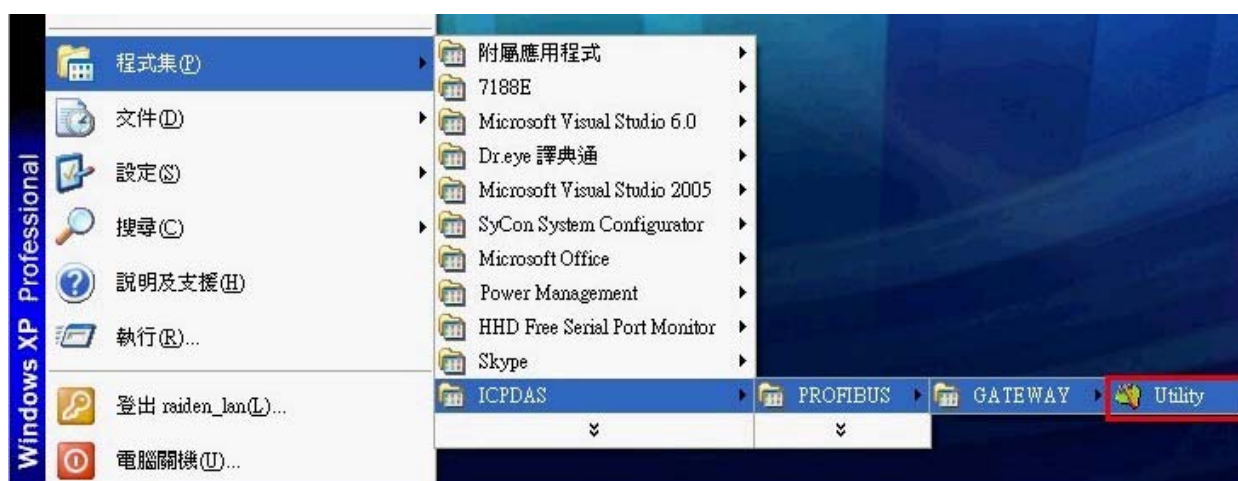 Windows XP Professional
程式集(P)
文件(D)
設定(S)
搜尋(C)
說明及支援(H)
執行(R)...
登出 raiden_lan(L)...
電腦關機(U)...
附屬應用程式
7188E
Microsoft Visual Studio 6.0
Dr.eye 譯典通
Microsoft Visual Studio 2005
SyCon System Configurator
Microsoft Office
Power Management
HHD Free Serial Port Monitor
Skype
ICPDAS
PROFIBUS
GATEWAY
Utility